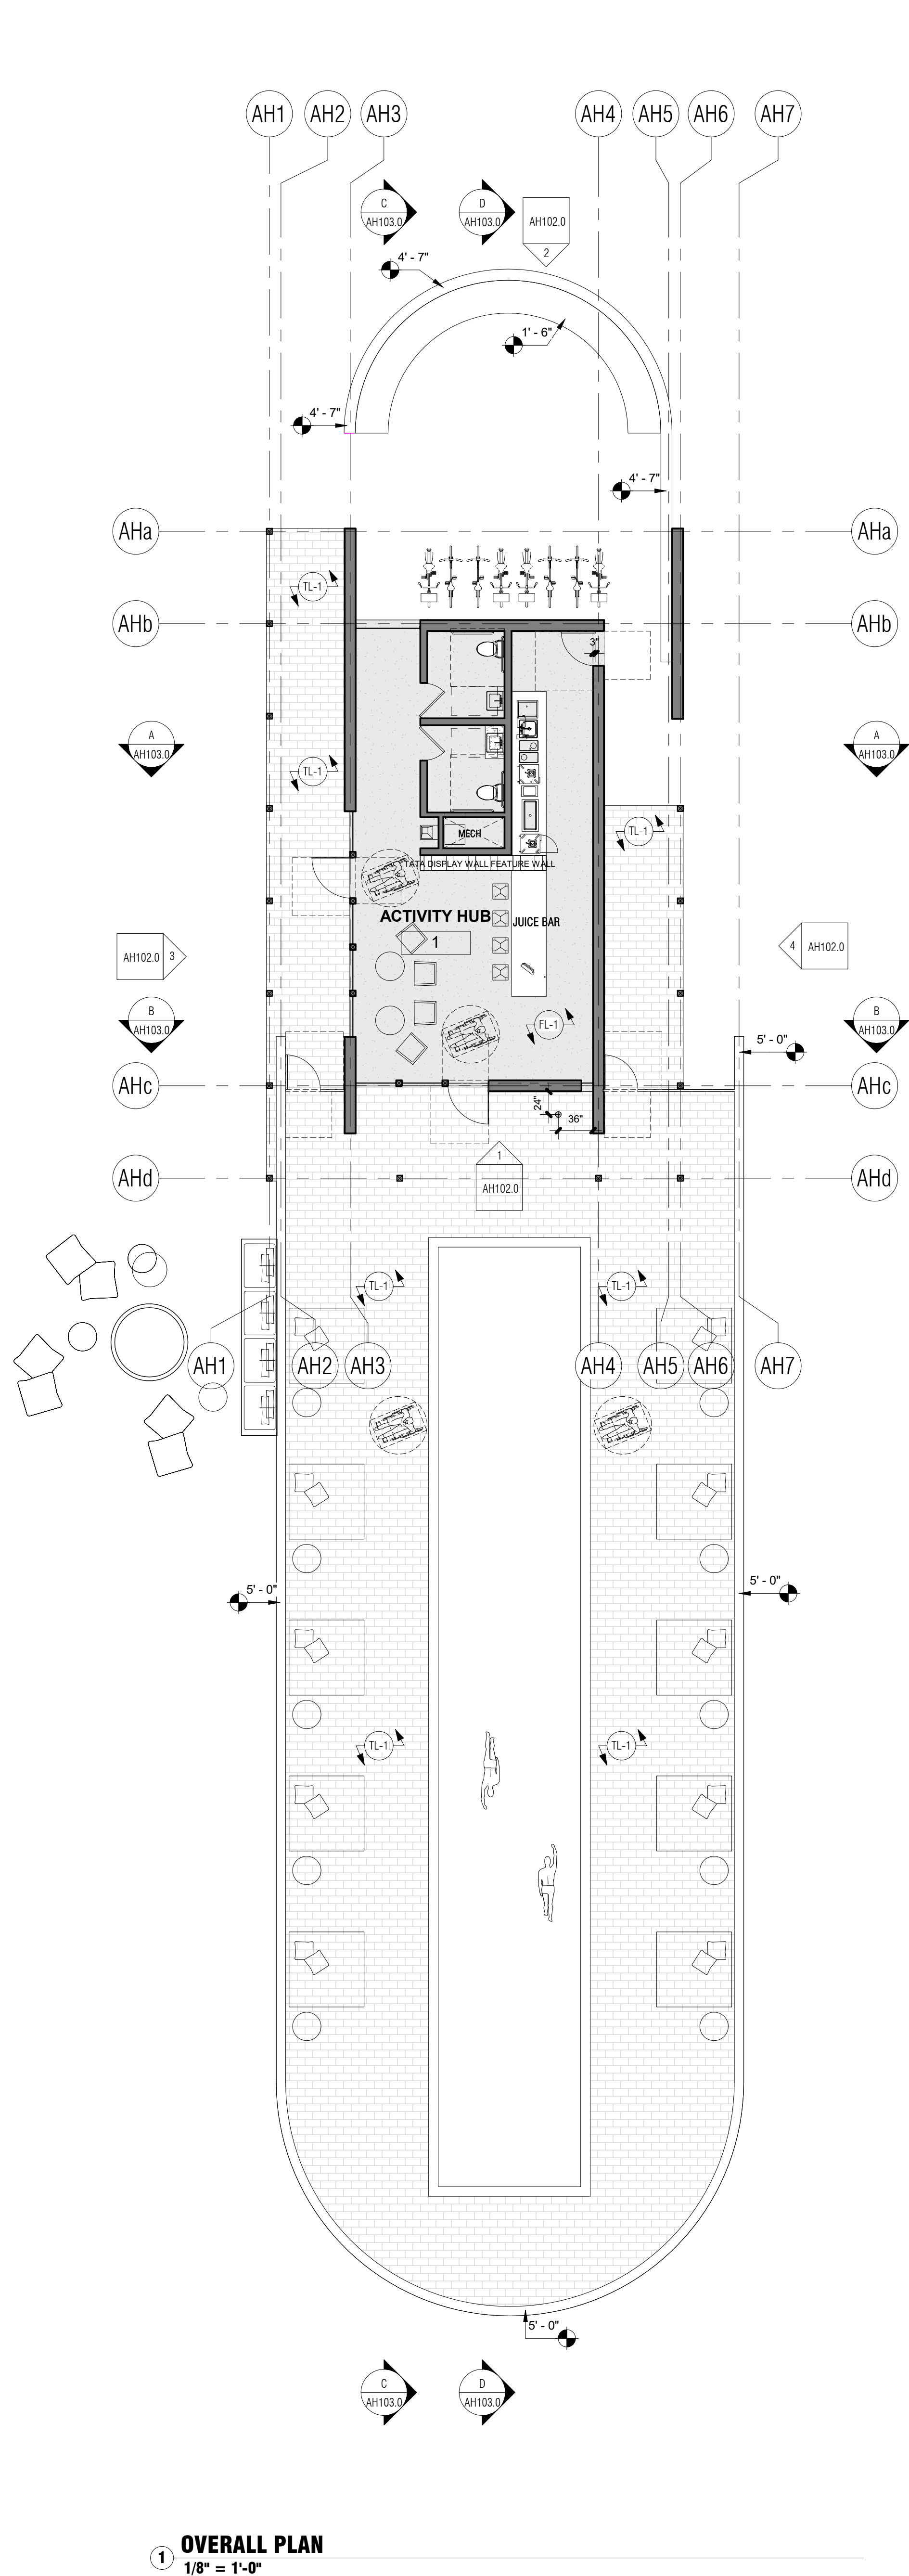 AH1 AH2 AH3 AH4 AH5 AH6 AH7
C
AH103.0
D
AH103.0
AH102.0
2
4' - 7"
1' - 6"
4' - 7"
4' - 7"
AHa AHa
TL-1
AHb AHb
3"
A
AH103.0
A
AH103.0
TL-1
MECH
TL-1
TATA DISPLAY WALL FEATURE WALL
ACTIVITY HUB
JUICE BAR
1
AH102.0 3
4 AH102.0
B
AH103.0
B
AH103.0
FL-1
5' - 0"
AHc AHc
24"
36"
1
AH102.0
AHd AHd
TL-1 TL-1
AH1 AH2 AH3 AH4 AH5 AH6 AH7
5' - 0" 5' - 0"
TL-1 TL-1
5' - 0"
C
AH103.0
D
AH103.0
1 OVERALL PLAN
1/8" = 1'-0"